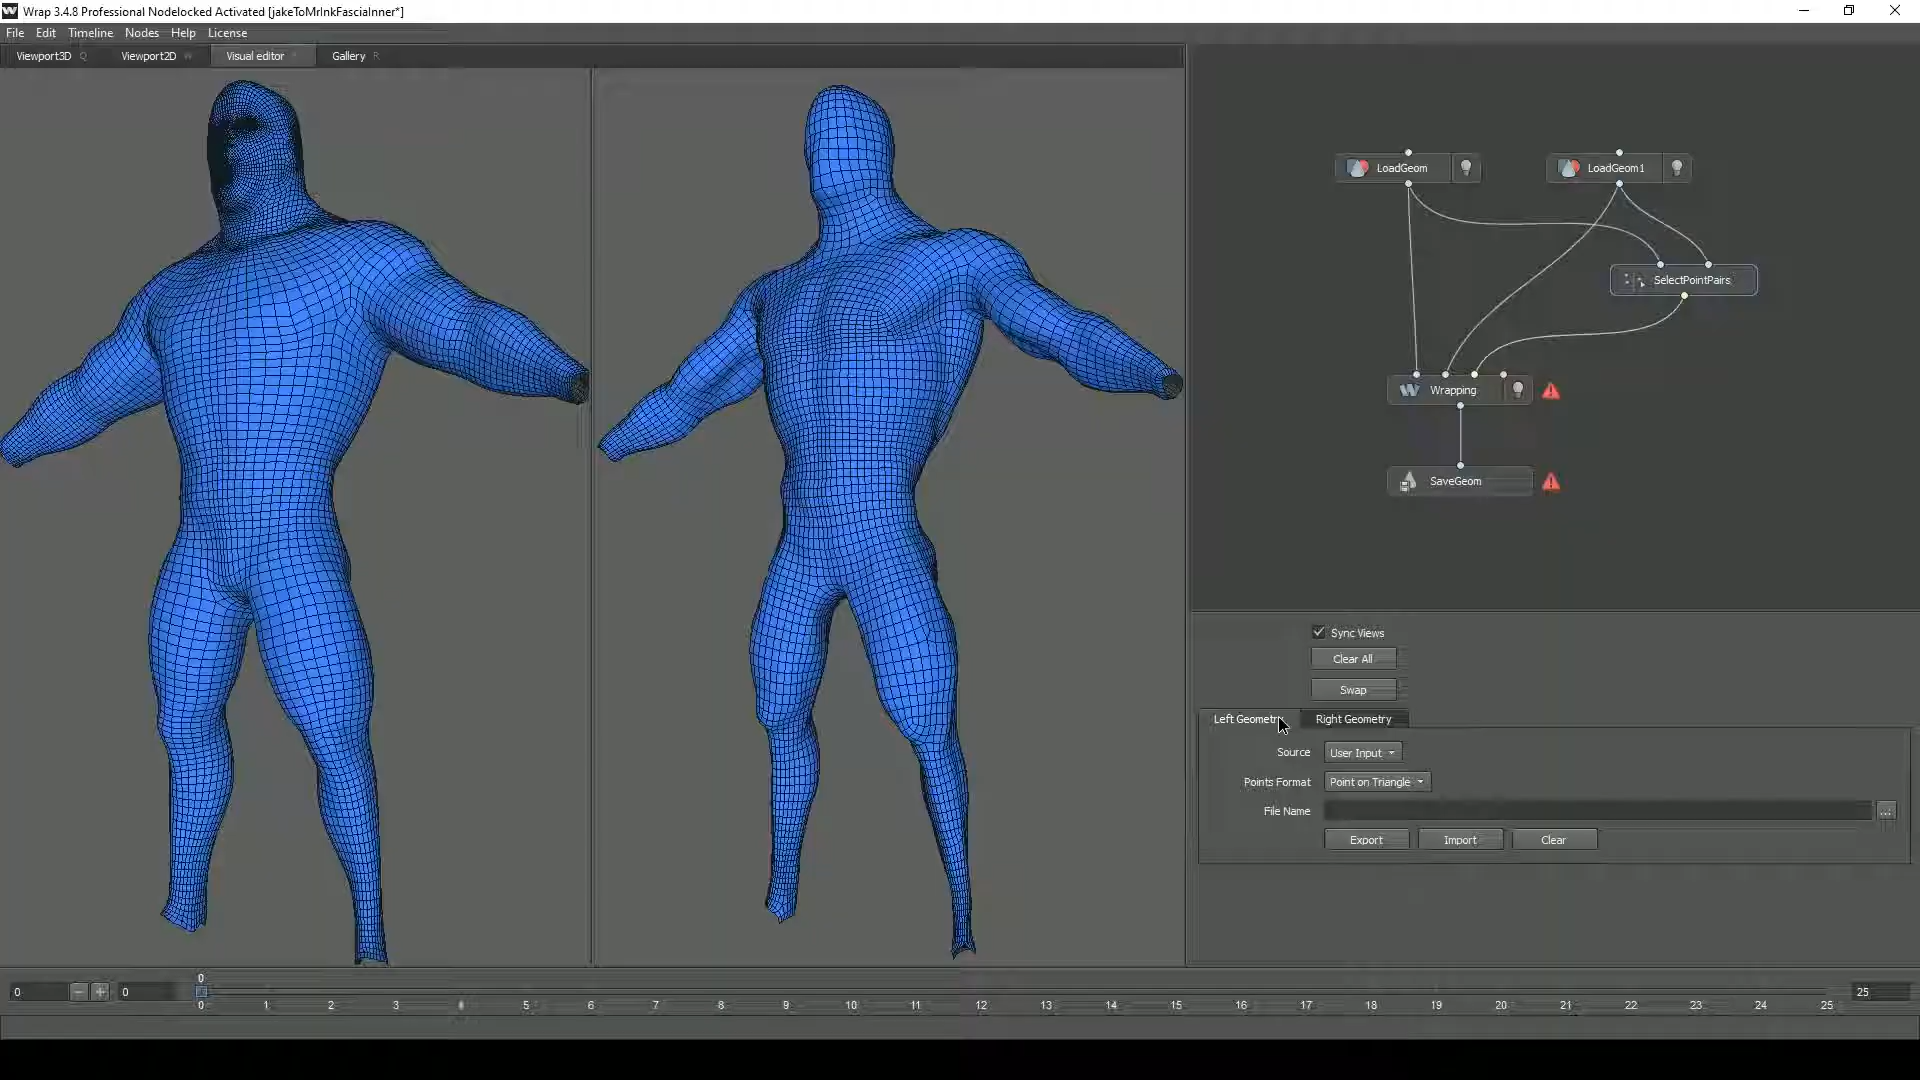 Wrap 3.4.8 Professional Nodelocked Activated [jakeToMrInkFasciaInner*]
File Edit Timeline Nodes Help License
Viewport3D Q Viewport2D W Visual editor Gallery R
LoadGeom LoadGeom1
SelectPointPairs
Wrapping
SaveGeom
Sync Views
Clear All
Swap
Left Geometry Right Geometry
Source User Input
Points Format Point on Triangle
File Name ...
Export Import Clear
0
0 0 25
0 1 2 3 4 5 6 7 8 9 10 11 12 13 14 15 16 17 18 19 20 21 22 23 24 25